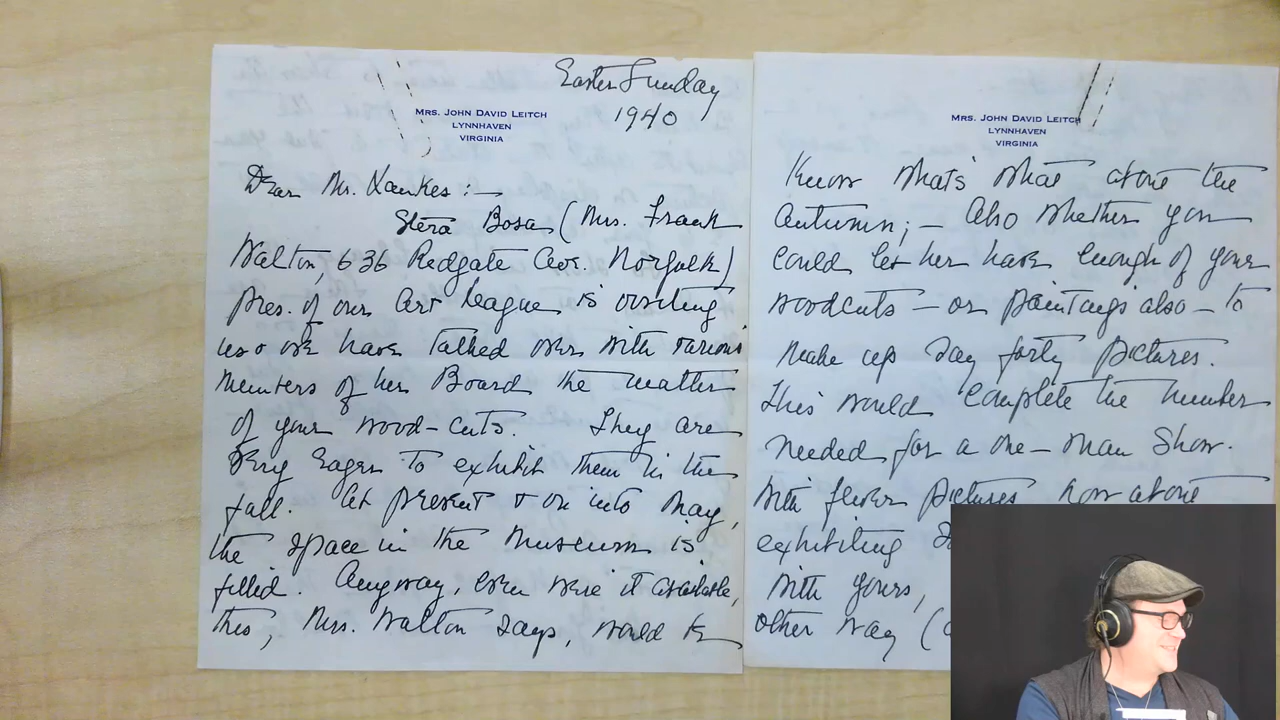 Easter Sunday
1940
MRS. JOHN DAVID LEITCH
LYNNHAVEN
VIRGINIA
Dear Mr. Lankes :—
Bosa (Mrs. Frank
Walton, 636 Redgate Ave. Norfolk)
pres. of our Art League is visiting
us & we have talked over with various
members of her Board the matter
of your wood-cuts. They are
very eager to exhibit them in the
fall. At present & on into May,
the space in the Museum is
filled. Anyway, even were it available,
this, Mrs. Walton says, would be
MRS. JOHN DAVID LEITCH
LYNNHAVEN
VIRGINIA
Know what's what about the
Autumn; — Also whether you
could let her have enough of your
woodcuts — or paintings also — to
make up say forty pictures.
This would complete the number
needed for a one-man Show.
With fewer pictures, how about
exhibiting
with yours,
other way (